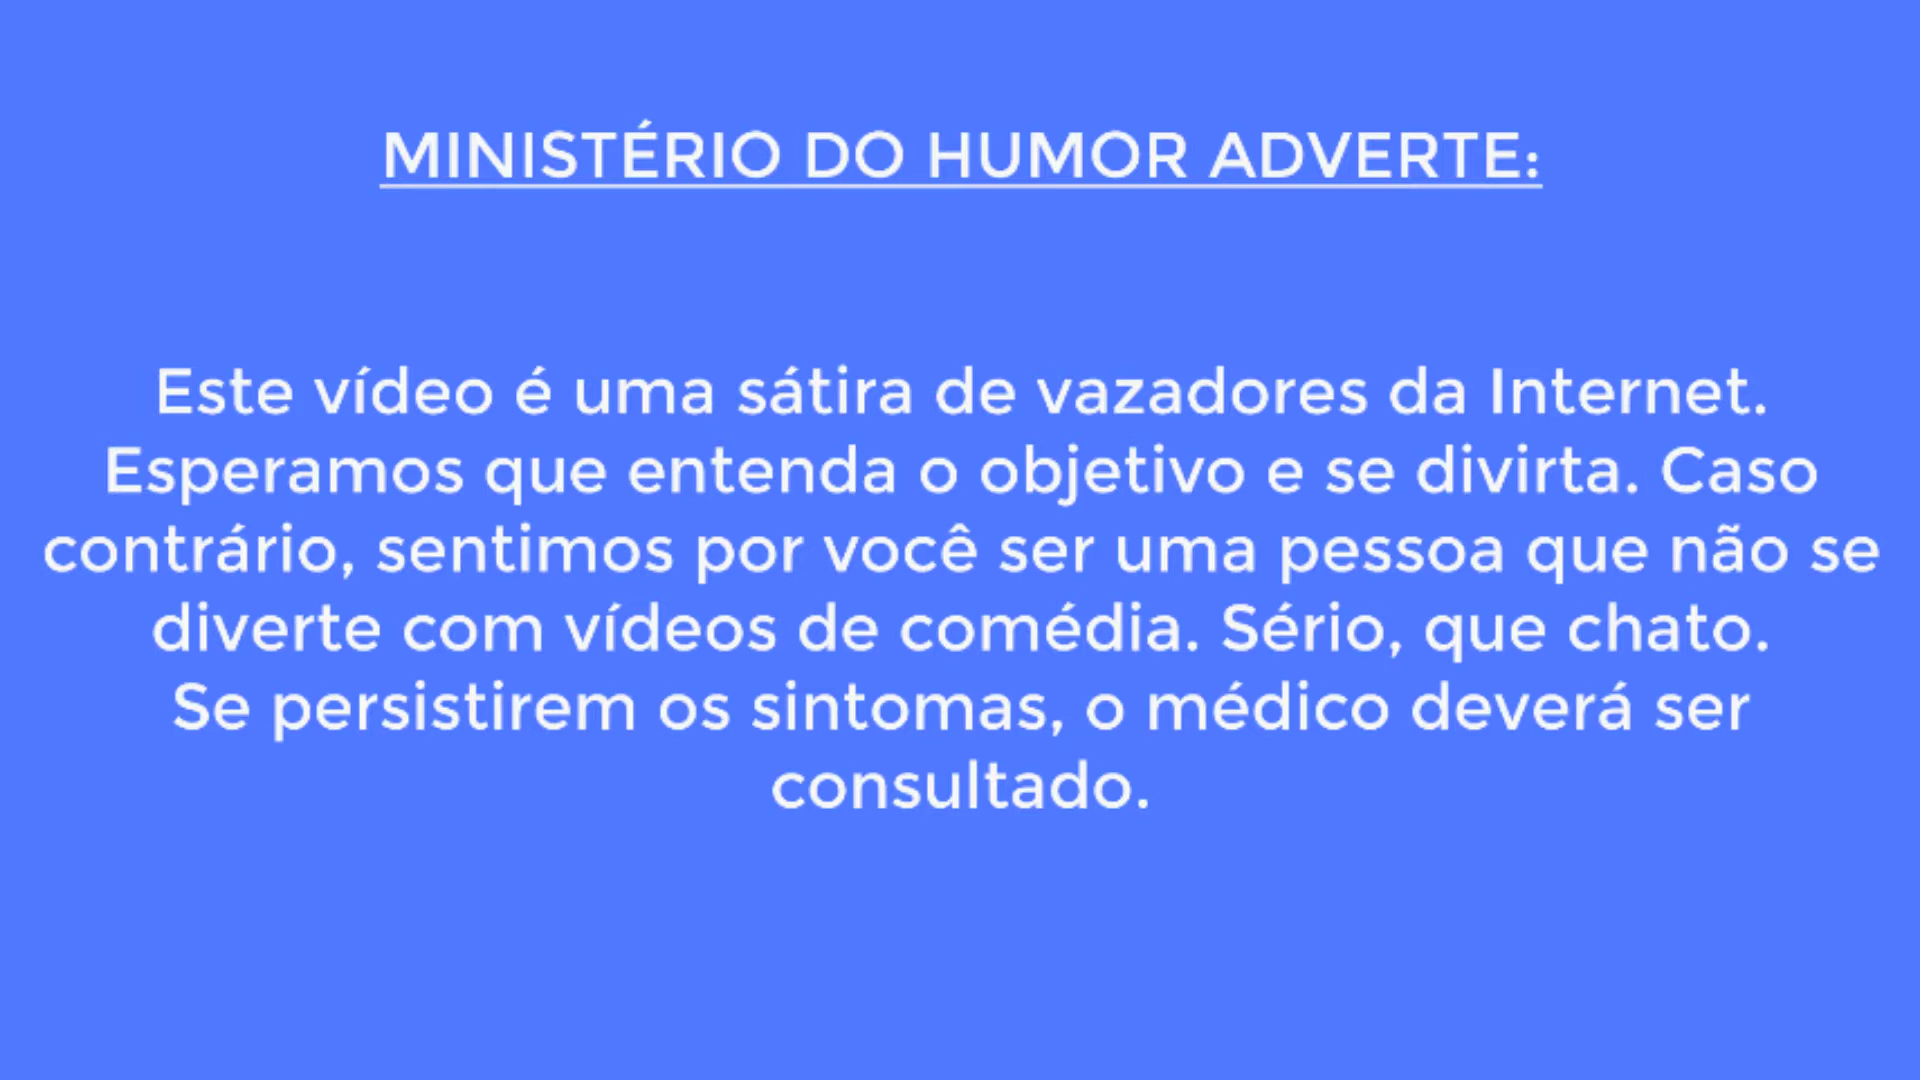 MINISTÉRIO DO HUMOR ADVERTE:
Este vídeo é uma sátira de vazadores da Internet.
Esperamos que entenda o objetivo e se divirta. Caso
contrário, sentimos por você ser uma pessoa que não se
diverte com vídeos de comédia. Sério, que chato.
Se persistirem os sintomas, o médico deverá ser
consultado.